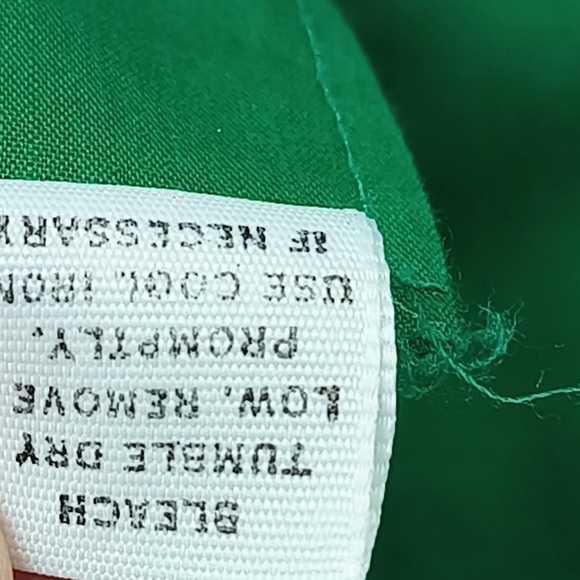 BLEACH
TUMBLE DRY
LOW. REMOVE
PROMPTLY.
USE COOL IRON
IF NECESSARY